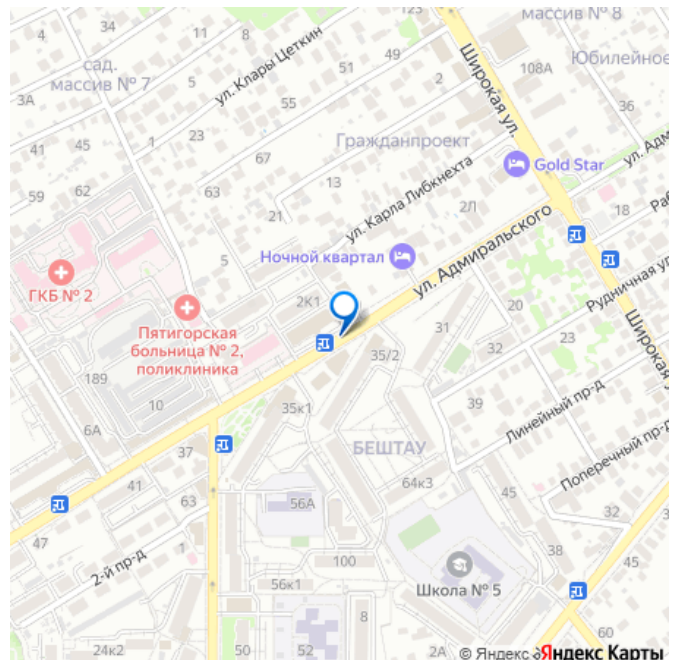 массив № 8
21
11
8
ул. Клары Цеткин
49
сад.
массив № 7
51
2
Широкая ул.
108А
Юбилейное
3А
55
36
1
23
Гражданпроект
41
45
67
Gold Star
ул. Адм
59
62
63
13
ул. Карла Либкнехта
2Л
21
18
Раб
5
Ночной квартал
ул. Адмиральского
ГКБ № 2
2К1
Рудничная ул
20
Пятигорская
больница № 2,
поликлиника
31
23
35/2
32
Широкая ул.
189
10
35к1
39
Линейный пр-д
6А
БЕШТАУ
37
Поперечный пр-д
41
63
64к3
45
56А
32
47
1
38
2-й пр-д
100
45
56к1
Школа № 5
8
60
24к2
50
52
2А
© Яндекс
Яндекс Карты